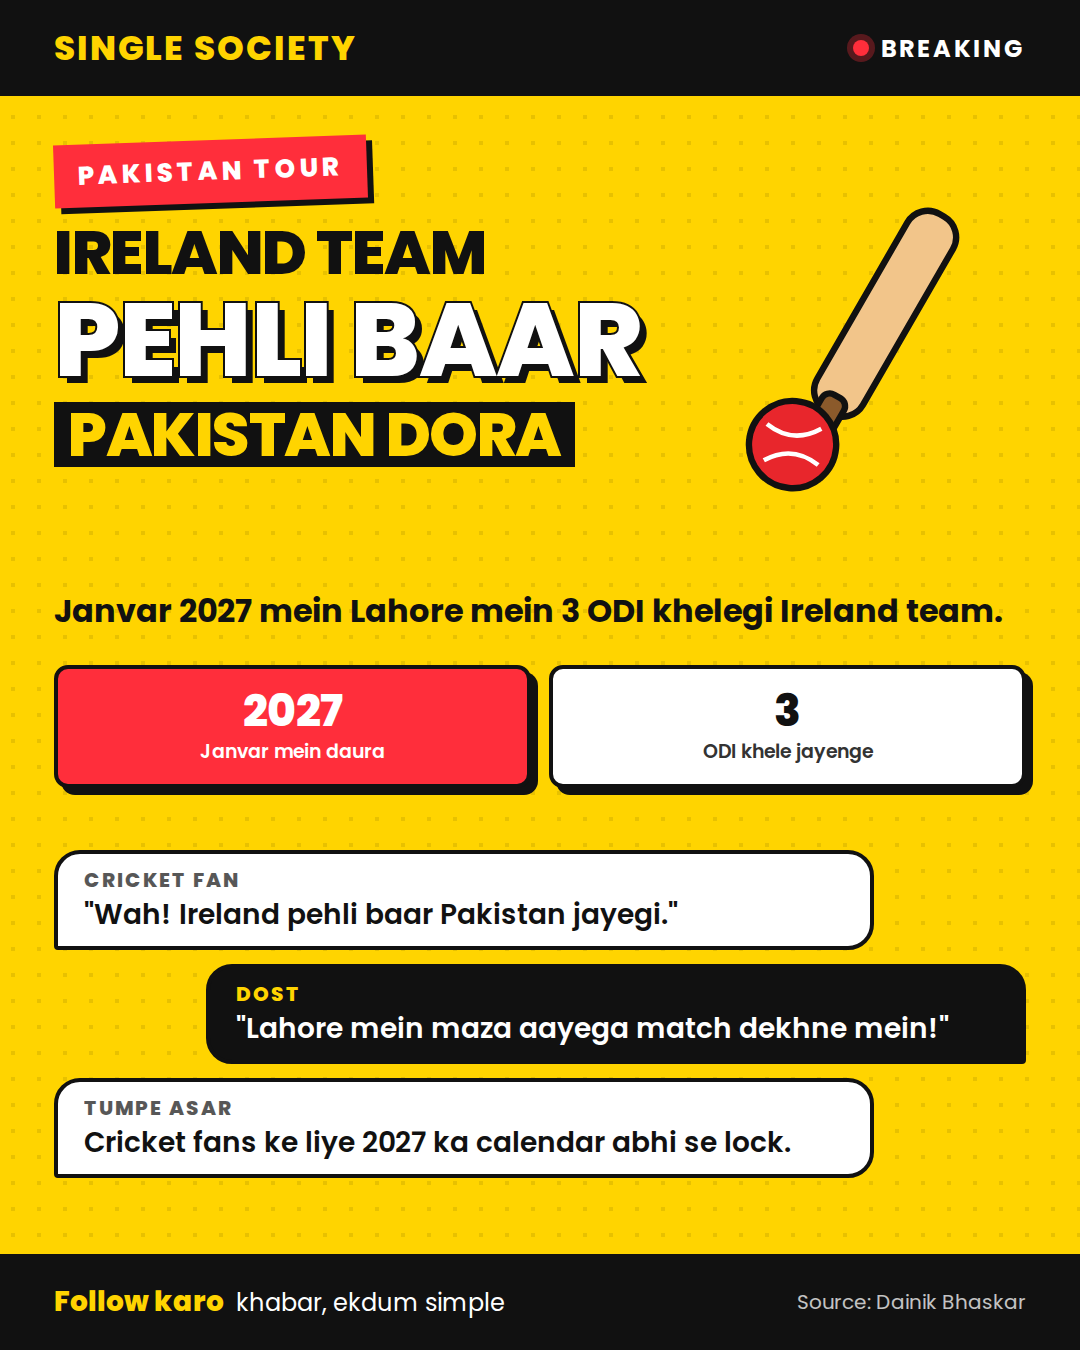 SINGLE SOCIETY
BREAKING
PAKISTAN TOUR
IRELAND TEAM
PEHLI BAAR
PAKISTAN DORA
Janvar 2027 mein Lahore mein 3 ODI khelegi Ireland team.
2027
Janvar mein daura
3
ODI khele jayenge
CRICKET FAN
"Wah! Ireland pehli baar Pakistan jayegi."
DOST
"Lahore mein maza aayega match dekhne mein!"
TUMPE ASAR
Cricket fans ke liye 2027 ka calendar abhi se lock.
Follow karo khabar, ekdum simple
Source: Dainik Bhaskar